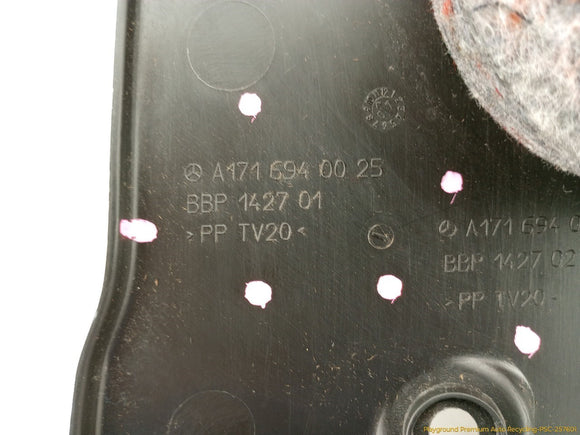 A171 694 00 25
BBP 1427 01
>PP TV20<
A171 694 0
BBP 1427 02
>PP TV20
Playground Premium Auto Recycling-PSC-25780